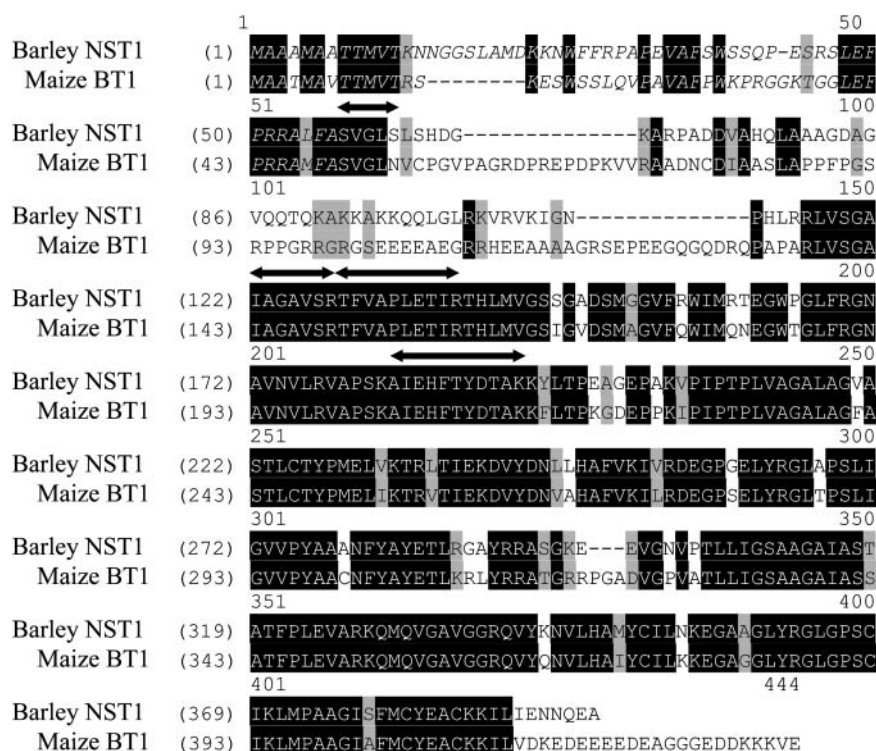 1 50
Barley NST1 (1) MAAAMAATTTMVTKNNGGSLAMDKKNWFFRPAPEVAFSWSSQP-ESRSLEF
Maize BT1 (1) MAATMAVTTMVTRS---------KESWSSLQVPAVAFPWKPRGGKTGGLEF
51 100
Barley NST1 (50) PRRALFASVGLSLSHDG---------------KARPADDVAHQLAAAGDAG
Maize BT1 (43) PRRAMFASVGLNVCPGVPAGRDPREPDPKVVRAADNCDIAASLAPPFPGS
101 150
Barley NST1 (86) VQQTQKAKKAKKQQLGLRKVRVKIGN---------------PHLRRLVSGA
Maize BT1 (93) RPPGRRGRGSEEEEAEGRRHEEAAAAGRSEPEEGQGQDRQPAPARLVSGA
200
Barley NST1 (122) IAGAVSRTFVAPLETIRTHLMVGSSGADSMGGVFRWIMRTEGWPGLFRGN
Maize BT1 (143) IAGAVSRTFVAPLETIRTHLMVGSIGVDSMAGVFQWIMQNEGWTGLFRGN
201 250
Barley NST1 (172) AVNVLRVAPSKAIEHFTYDTAKKYLTPEAGEPAKVPIPTPLVAGALAGVA
Maize BT1 (193) AVNVLRVAPSKAIEHFTYDTAKKFLTPKGDEPPKIPIPTPLVAGALAGFA
251 300
Barley NST1 (222) STLCTYPMELVKTRLTIEKDVYDNLLHAFVKIVRDEGPGELYRGLAPSLI
Maize BT1 (243) STLCTYPMELIKTRVTIEKDVYDNVAHAFVKILRDEGPSELYRGLTPSLI
301 350
Barley NST1 (272) GVVPYAAANFYAYETLRGAYRRASGKE---EVGNVPTLLIGSAAGAIAST
Maize BT1 (293) GVVPYAACNFYAYETLKRLYRRATGRRPGADVGPVATLLIGSAAGAIASS
351 400
Barley NST1 (319) ATFPLEVARKQMQVGAVGGRQVYKNVLHAMYCILNKEGAAGLYRGLGPSC
Maize BT1 (343) ATFPLEVARKQMQVGAVGGRQVYQNVLHAIYCILKKEGAGGLYRGLGPSC
401 444
Barley NST1 (369) IKLMPAAGISFMCYEACKKILIENNQEA
Maize BT1 (393) IKLMPAAGIAFMCYEACKKILVDKEDEEEEDEAGGGEDDKKKVE